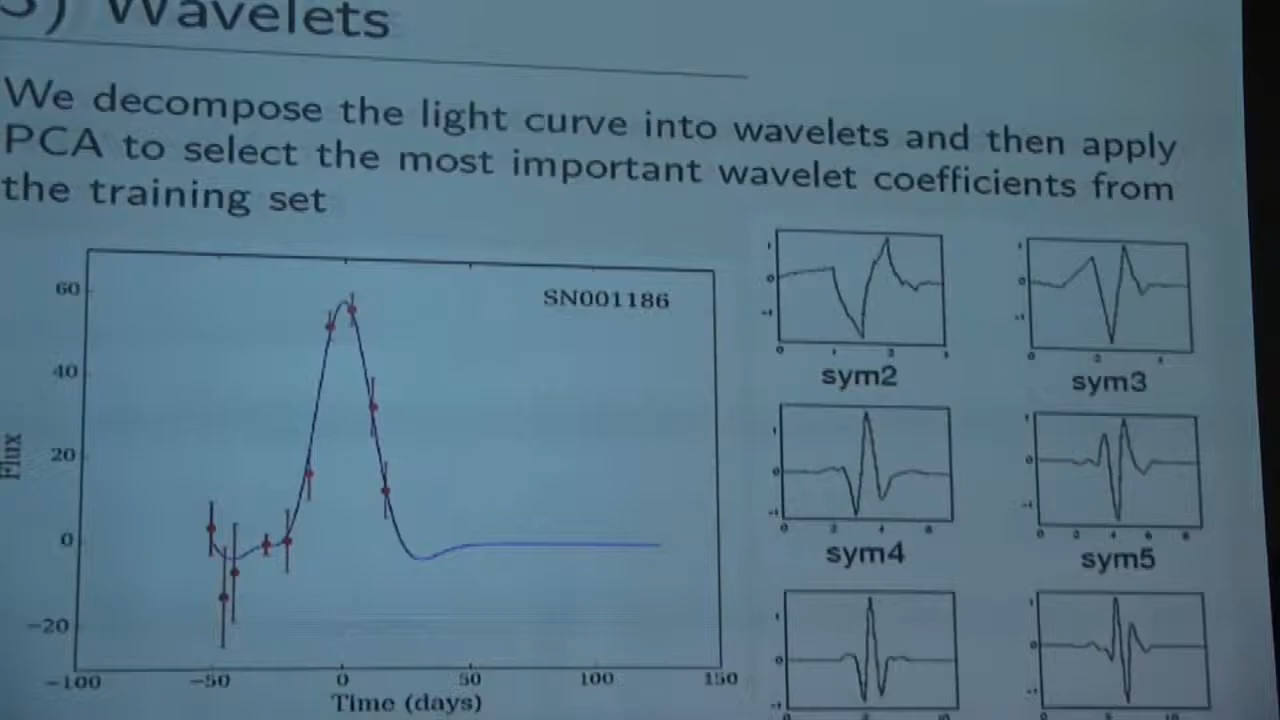 Wavelets
We decompose the light curve into wavelets and then apply
PCA to select the most important wavelet coefficients from
the training set
SN001186
60
40
20
0
−20
Flux
−100 −50 0 50 100 150
Time (days)
sym2
sym3
sym4
sym5